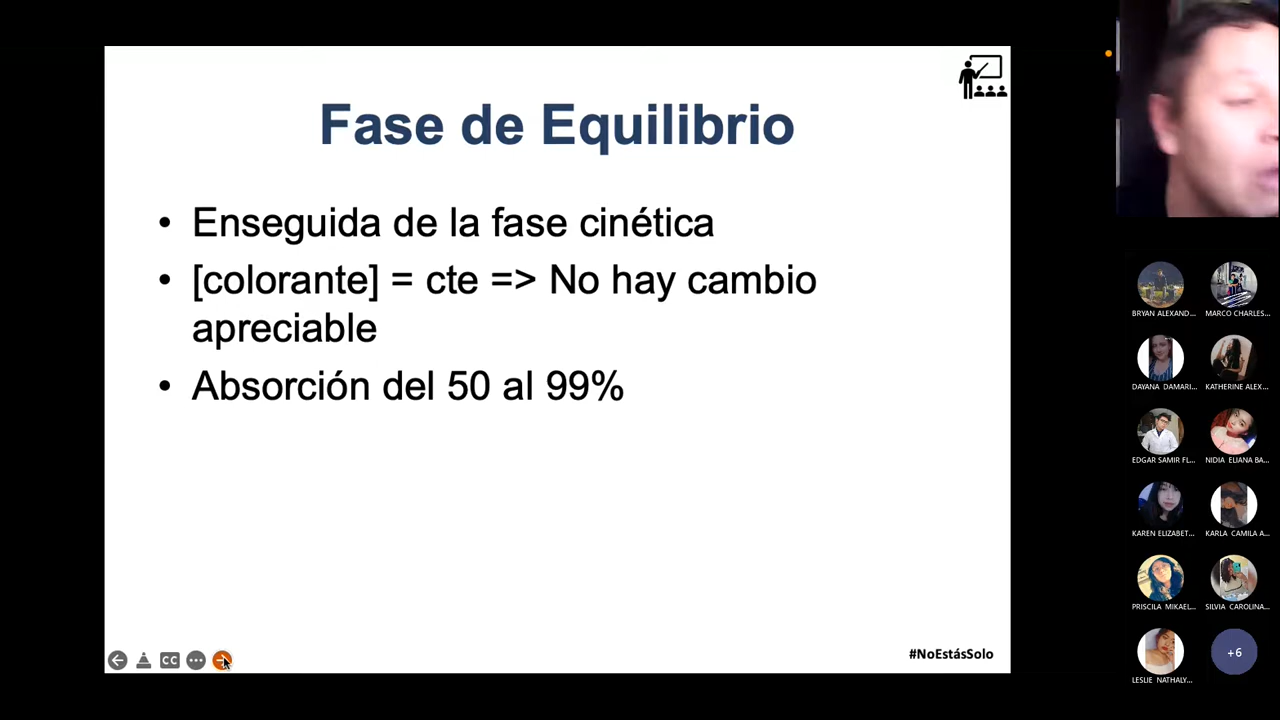 Fase de Equilibrio
• Enseguida de la fase cinética
• [colorante] = cte => No hay cambio
apreciable
• Absorción del 50 al 99%
#NoEstásSolo
CC
BRYAN ALEXAND...
MARCO CHARLES...
DAYANA DAMARI...
KATHERINE ALEX...
EDGAR SAMIR FL...
NIDIA ELIANA BA...
KAREN ELIZABET...
KARLA CAMILA A...
PRISCILA MIKAEL...
SILVIA CAROLINA...
LESLIE NATHALY...
+6